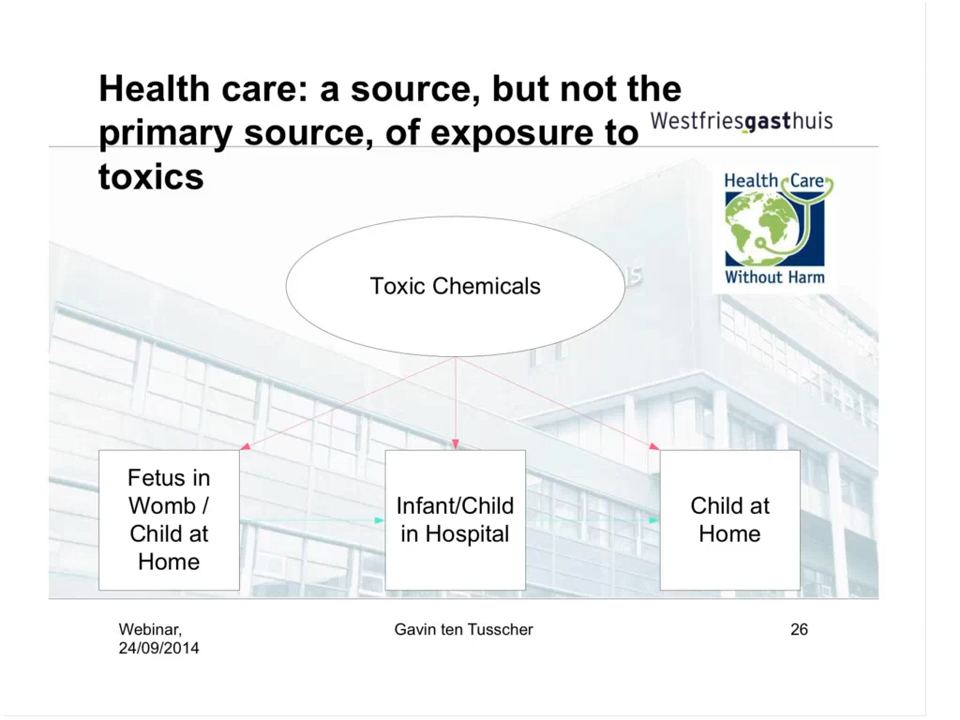 Health care: a source, but not the
primary source, of exposure to
toxics
Westfriesgasthuis
Health Care
Without Harm
Toxic Chemicals
Fetus in
Womb /
Child at
Home
Infant/Child
in Hospital
Child at
Home
Webinar,
24/09/2014
Gavin ten Tusscher
26